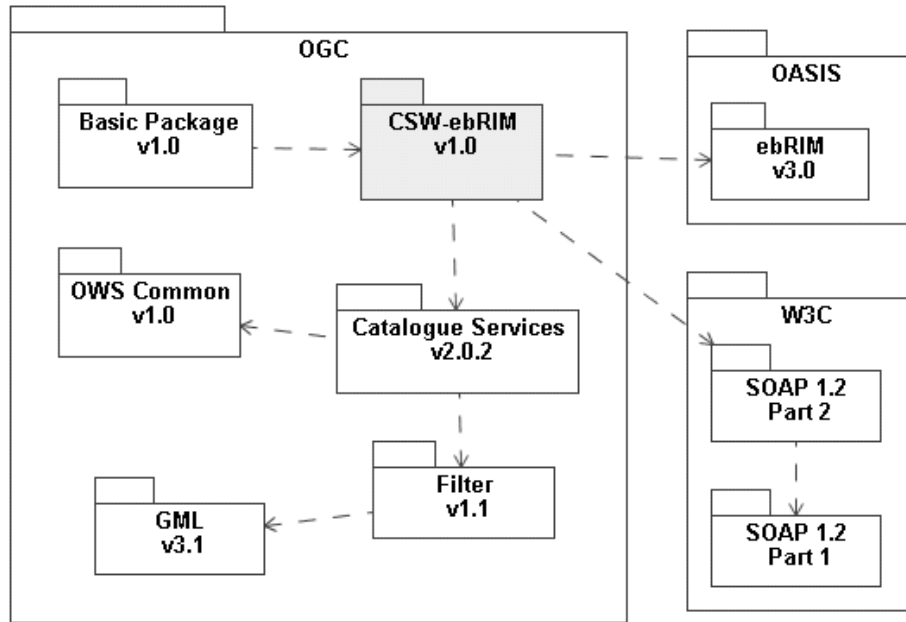 OGC
Basic Package
v1.0
CSW-ebRIM
v1.0
OWS Common
v1.0
Catalogue Services
v2.0.2
Filter
v1.1
GML
v3.1
OASIS
ebRIM
v3.0
W3C
SOAP 1.2
Part 2
SOAP 1.2
Part 1